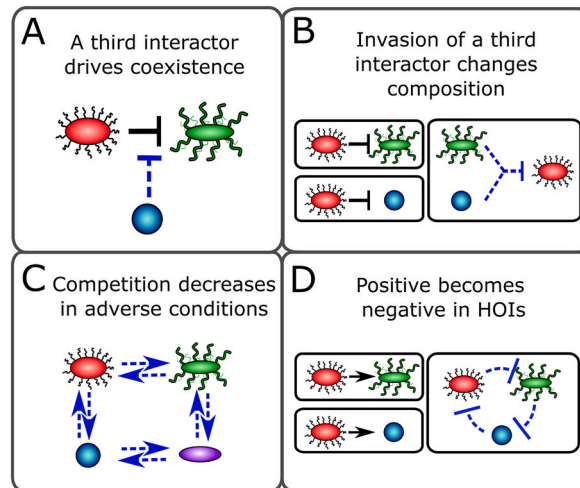 A
A third interactor
drives coexistence
B
Invasion of a third
interactor changes
composition
C
Competition decreases
in adverse conditions
D
Positive becomes
negative in HOIs